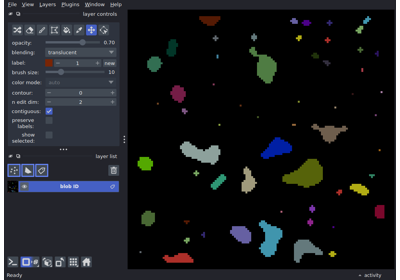 File View Layers Plugins Window Help
layer controls
opacity: 0.70
blending: translucent
label: 1 new
brush size: 10
color mode: auto
contour: 0
n edit dim: 2
contiguous:
preserve
labels:
show
selected:
layer list
blob ID
Ready
activity